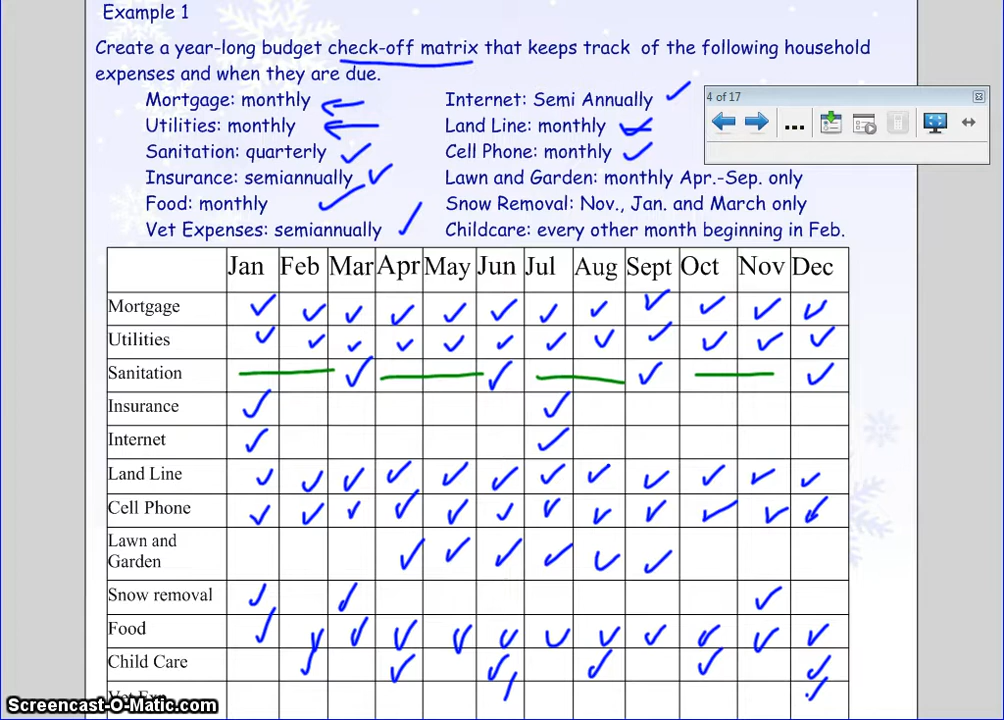 Example 1
Create a year-long budget check-off matrix that keeps track of the following household
expenses and when they are due.
Mortgage: monthly
Utilities: monthly
Sanitation: quarterly
Insurance: semiannually
Food: monthly
Vet Expenses: semiannually
Internet: Semi Annually
Land Line: monthly
Cell Phone: monthly
Lawn and Garden: monthly Apr.-Sep. only
Snow Removal: Nov., Jan. and March only
Childcare: every other month beginning in Feb.
4 of 17
Jan Feb Mar Apr May Jun Jul Aug Sept Oct Nov Dec
Mortgage
Utilities
Sanitation
Insurance
Internet
Land Line
Cell Phone
Lawn and
Garden
Snow removal
Food
Child Care
Vet Exp
Screencast-O-Matic.com